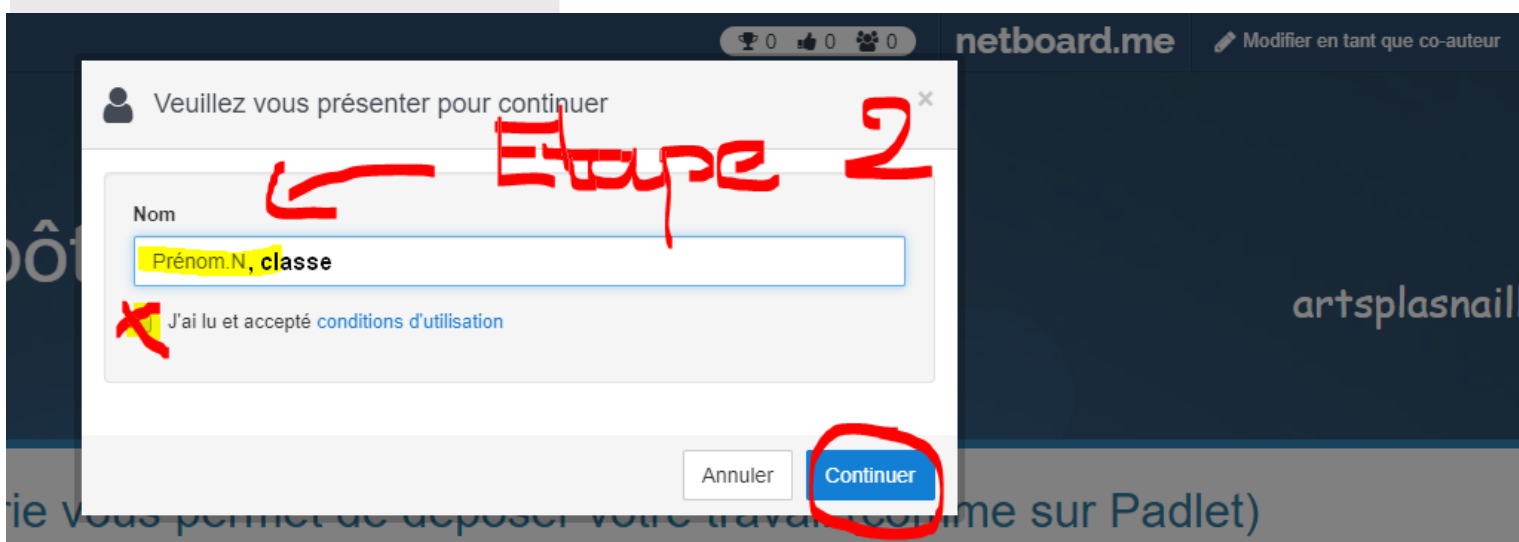 0 0 0 netboard.me Modifier en tant que co-auteur
Veuillez vous présenter pour continuer ×
Etape 2
Nom
Prénom.N, classe
J'ai lu et accepté conditions d'utilisation
artsplasnaill
Annuler Continuer
vous permet de déposer votre travail (comme sur Padlet)